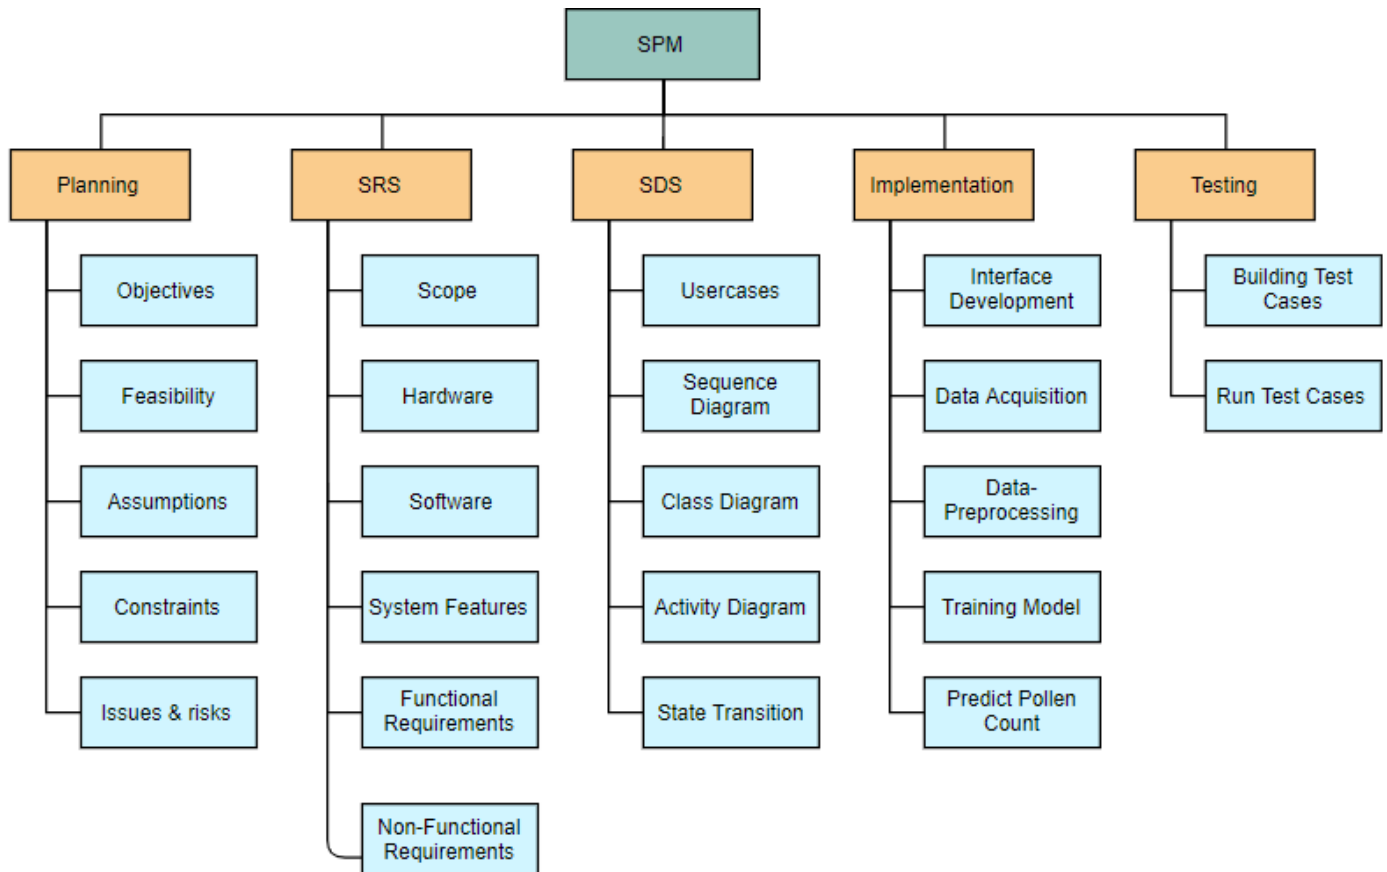 SPM
Planning
SRS
SDS
Implementation
Testing
Objectives
Feasibility
Assumptions
Constraints
Issues & risks
Scope
Hardware
Software
System Features
Functional
Requirements
Non-Functional
Requirements
Usercases
Sequence
Diagram
Class Diagram
Activity Diagram
State Transition
Interface
Development
Data Acquisition
Data-
Preprocessing
Training Model
Predict Pollen
Count
Building Test
Cases
Run Test Cases